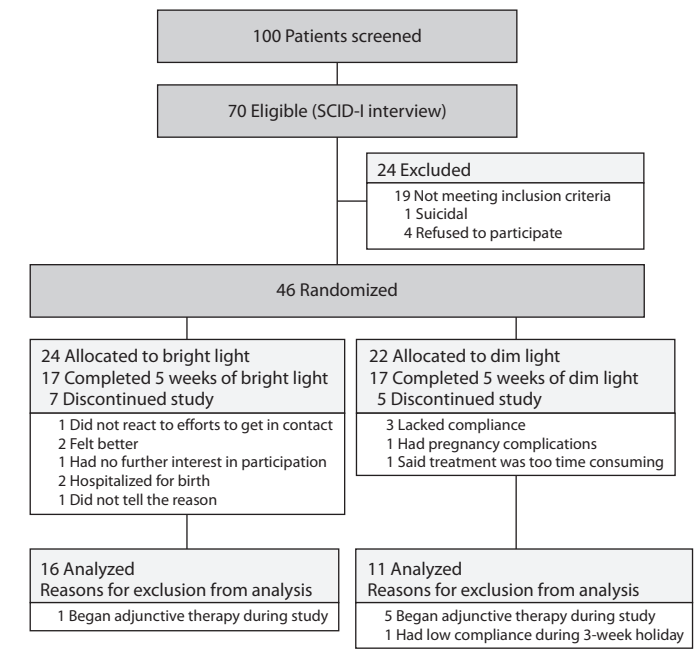 100 Patients screened
70 Eligible (SCID-I interview)
24 Excluded
19 Not meeting inclusion criteria
1 Suicidal
4 Refused to participate
46 Randomized
24 Allocated to bright light
17 Completed 5 weeks of bright light
7 Discontinued study
1 Did not react to efforts to get in contact
2 Felt better
1 Had no further interest in participation
2 Hospitalized for birth
1 Did not tell the reason
22 Allocated to dim light
17 Completed 5 weeks of dim light
5 Discontinued study
3 Lacked compliance
1 Had pregnancy complications
1 Said treatment was too time consuming
16 Analyzed
Reasons for exclusion from analysis
1 Began adjunctive therapy during study
11 Analyzed
Reasons for exclusion from analysis
5 Began adjunctive therapy during study
1 Had low compliance during 3-week holiday